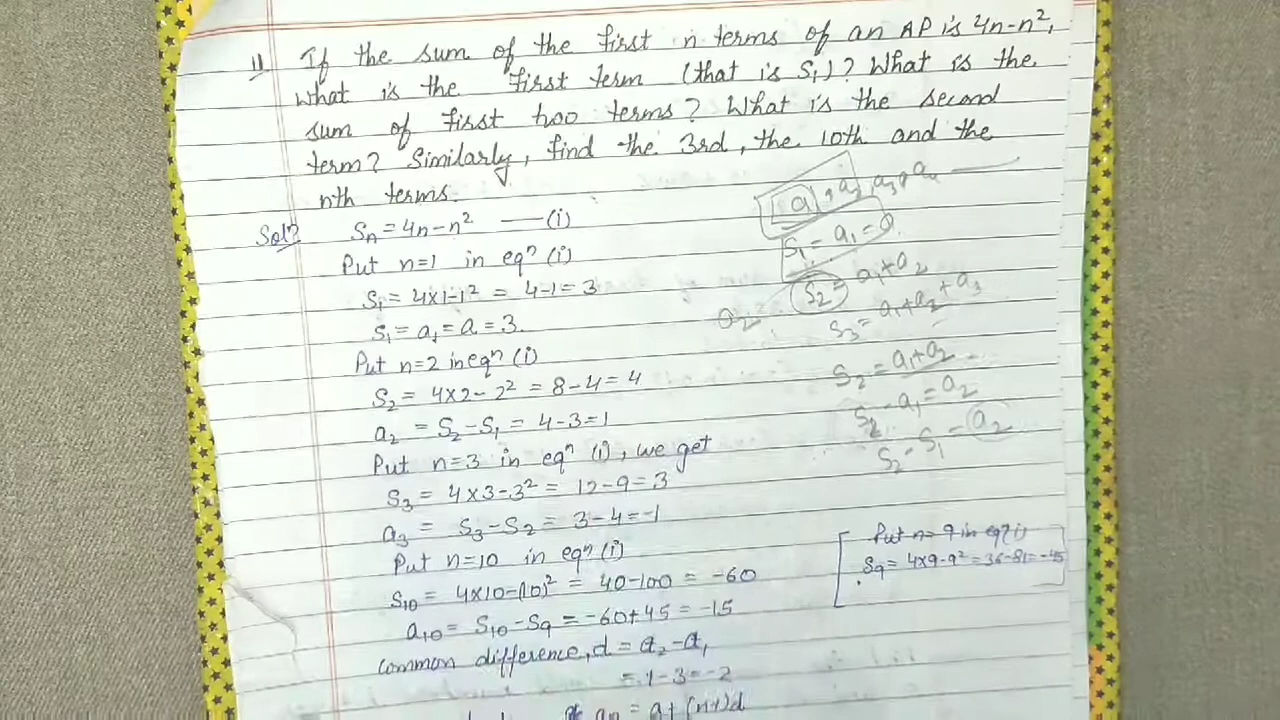 11 If the sum of the first n terms of an AP is 4n-n²,
what is the first term (that is S₁)? What is the
sum of first two terms? What is the second
term? Similarly, find the 3rd, the 10th and the
nth terms.
Solⁿ Sₙ = 4n-n² —(i)
Put n=1 in eqⁿ (i)
S₁ = 4×1-1² = 4-1 = 3
S₁ = a₁ = a = 3.
Put n=2 in eqⁿ (i)
S₂ = 4×2-2² = 8-4 = 4
a₂ = S₂-S₁ = 4-3 = 1
Put n=3 in eqⁿ (i), we get
S₃ = 4×3-3² = 12-9 = 3
a₃ = S₃-S₂ = 3-4 = -1
Put n=10 in eqⁿ (i)
S₁₀ = 4×10-(10)² = 40-100 = -60
a₁₀ = S₁₀-S₉ = -60+45 = -15
common difference, d = a₂-a₁
= 1-3 = -2
aₙ = a+(n-1)d
a, a₂, a₃, a₄
S₁ = a₁ = a
S₂ = a₁+a₂
a₂
S₃ = a₁+a₂+a₃
S₂ = a₁+a₂
S₂-a₁ = a₂
S₂-S₁ = a₂
Put n=9 in eqⁿ(i)
S₉ = 4×9-9² = 36-81 = -45